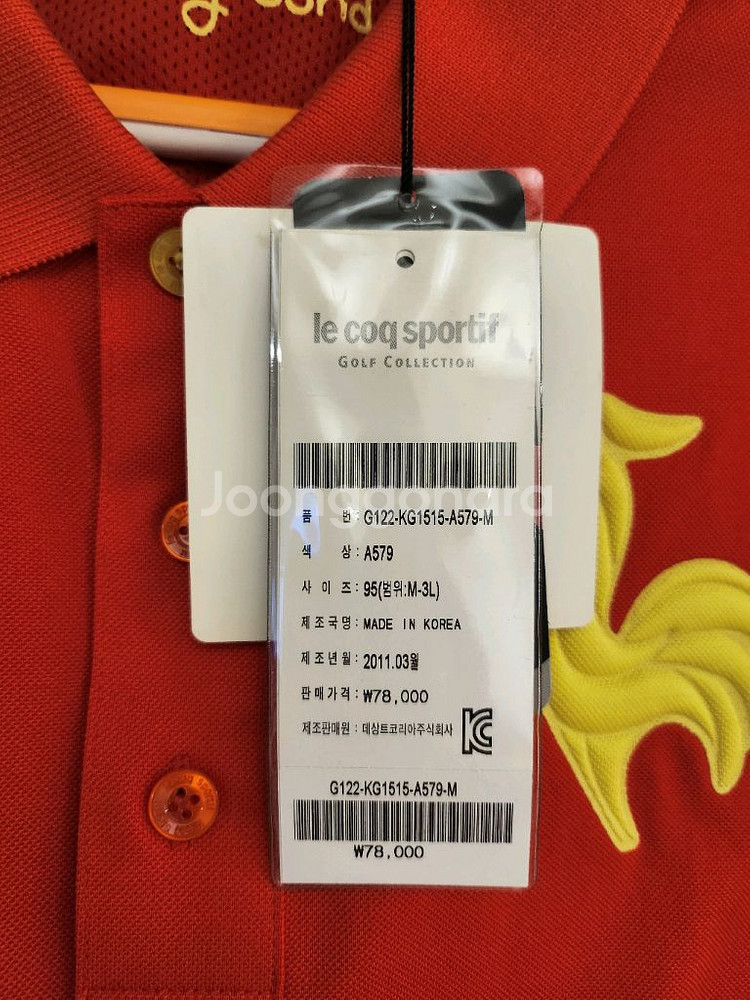 le coq sportif
GOLF COLLECTION
Joonggonara
품 번: G122-KG1515-A579-M
색 상: A579
사 이 즈: 95(범위:M-3L)
제조국명: MADE IN KOREA
제조년월: 2011.03월
판매가격: ₩78,000
제조판매원: 데상트코리아주식회사
G122-KG1515-A579-M
₩78,000